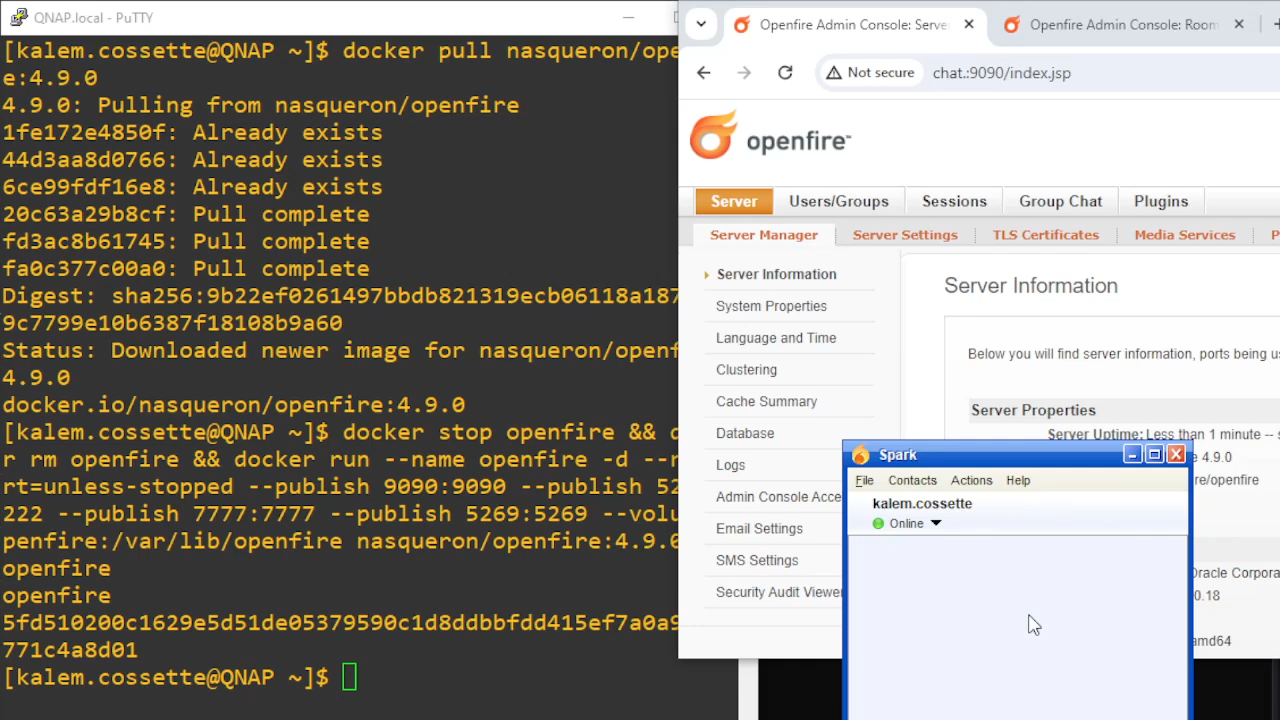 QNAP.local - PuTTY
[kalem.cossette@QNAP ~]$ docker pull nasqueron/ope
e:4.9.0
4.9.0: Pulling from nasqueron/openfire
1fe172e4850f: Already exists
44d3aa8d0766: Already exists
6ce99fdf16e8: Already exists
20c63a29b8cf: Pull complete
fd3ac8b61745: Pull complete
fa0c377c00a0: Pull complete
Digest: sha256:9b22ef0261497bbdb821319ecb06118a187
9c7799e10b6387f18108b9a60
Status: Downloaded newer image for nasqueron/openf
4.9.0
docker.io/nasqueron/openfire:4.9.0
[kalem.cossette@QNAP ~]$ docker stop openfire && d
r rm openfire && docker run --name openfire -d --r
rt=unless-stopped --publish 9090:9090 --publish 52
222 --publish 7777:7777 --publish 5269:5269 --volu
penfire:/var/lib/openfire nasqueron/openfire:4.9.0
openfire
openfire
5fd510200c1629e5d51de05379590c1d8ddbbfdd415ef7a0a9
771c4a8d01
[kalem.cossette@QNAP ~]$
Openfire Admin Console: Serve
Openfire Admin Console: Room
Not secure
chat.:9090/index.jsp
openfire™
Server
Users/Groups
Sessions
Group Chat
Plugins
Server Manager
Server Settings
TLS Certificates
Media Services
P
Server Information
System Properties
Language and Time
Clustering
Cache Summary
Database
Logs
Admin Console Acce
Email Settings
SMS Settings
Security Audit Viewer
Server Information
Below you will find server information, ports being us
Server Properties
Server Uptime: Less than 1 minute -- s
e 4.9.0
re/openfire
Oracle Corpora
0.18
amd64
Spark
File
Contacts
Actions
Help
kalem.cossette
Online